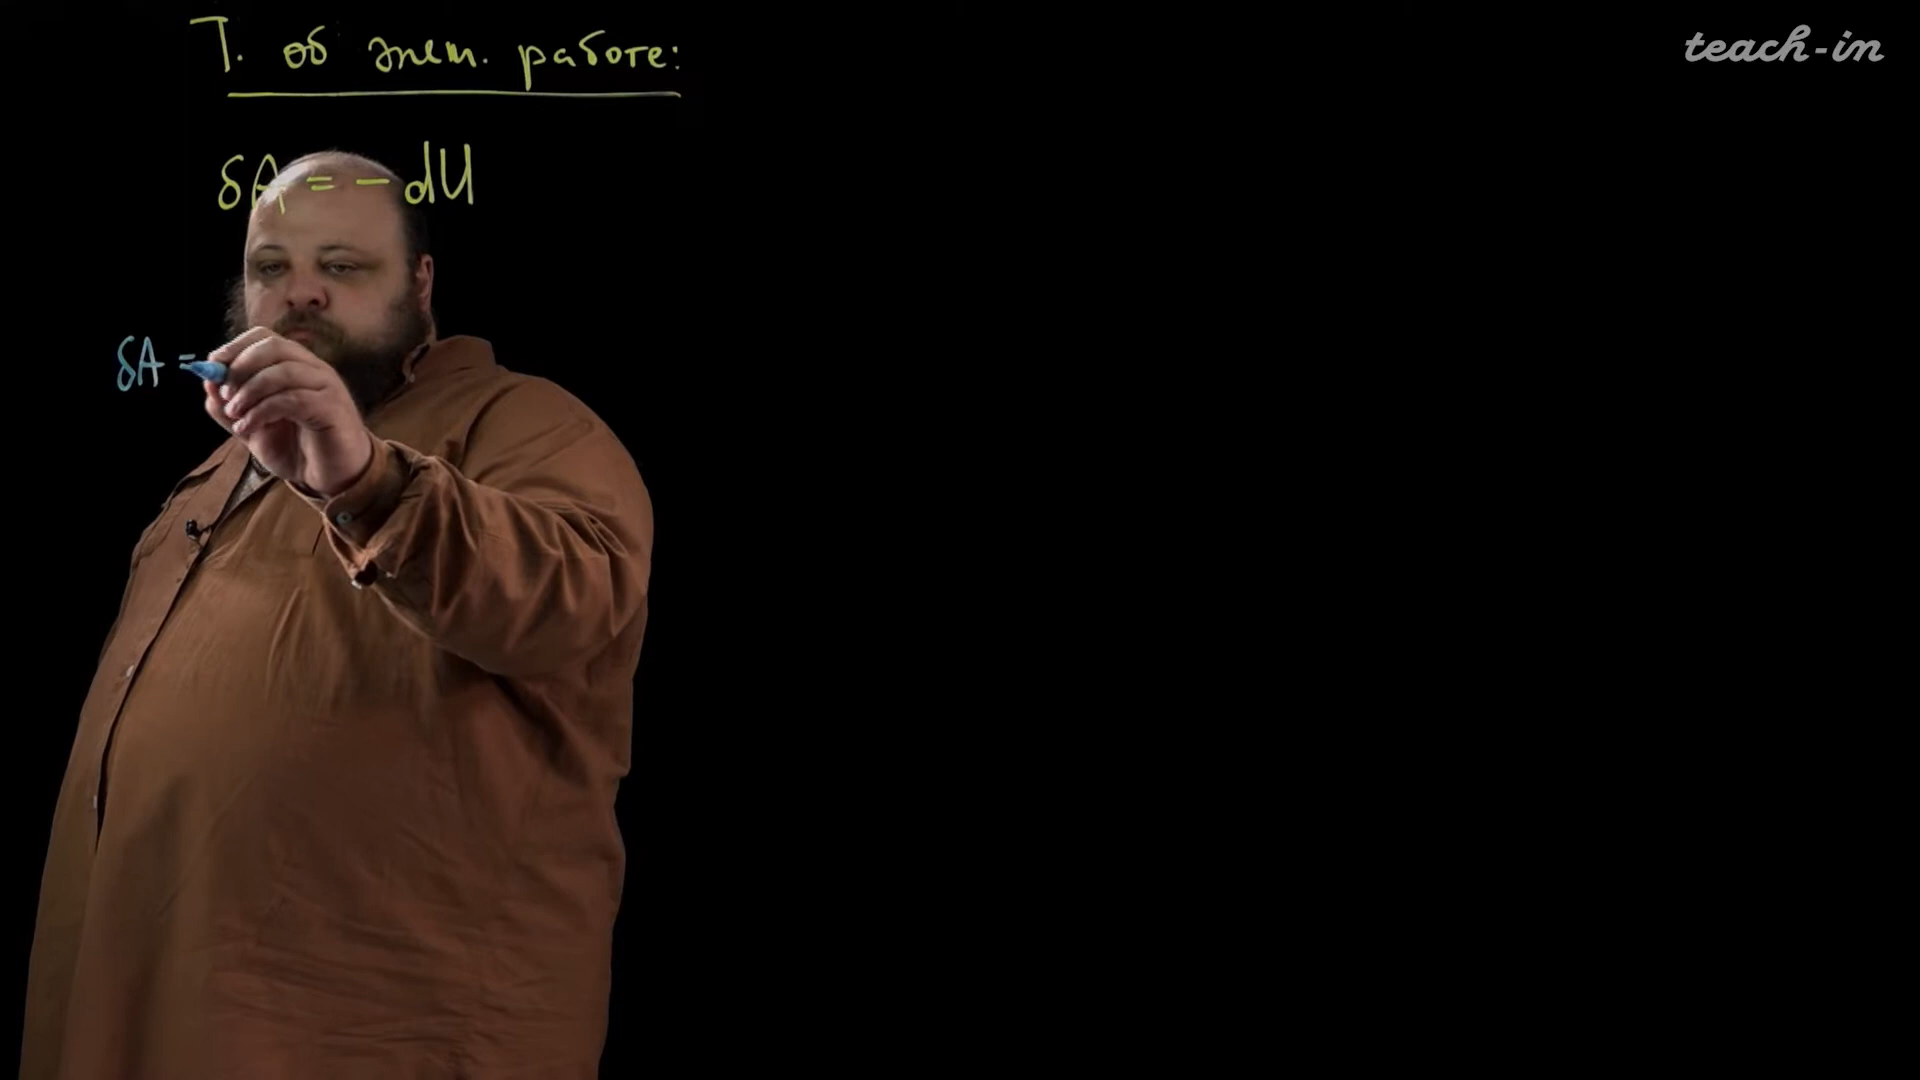 Т. об элем. работе:
teach-in
δA = - dU
δA =